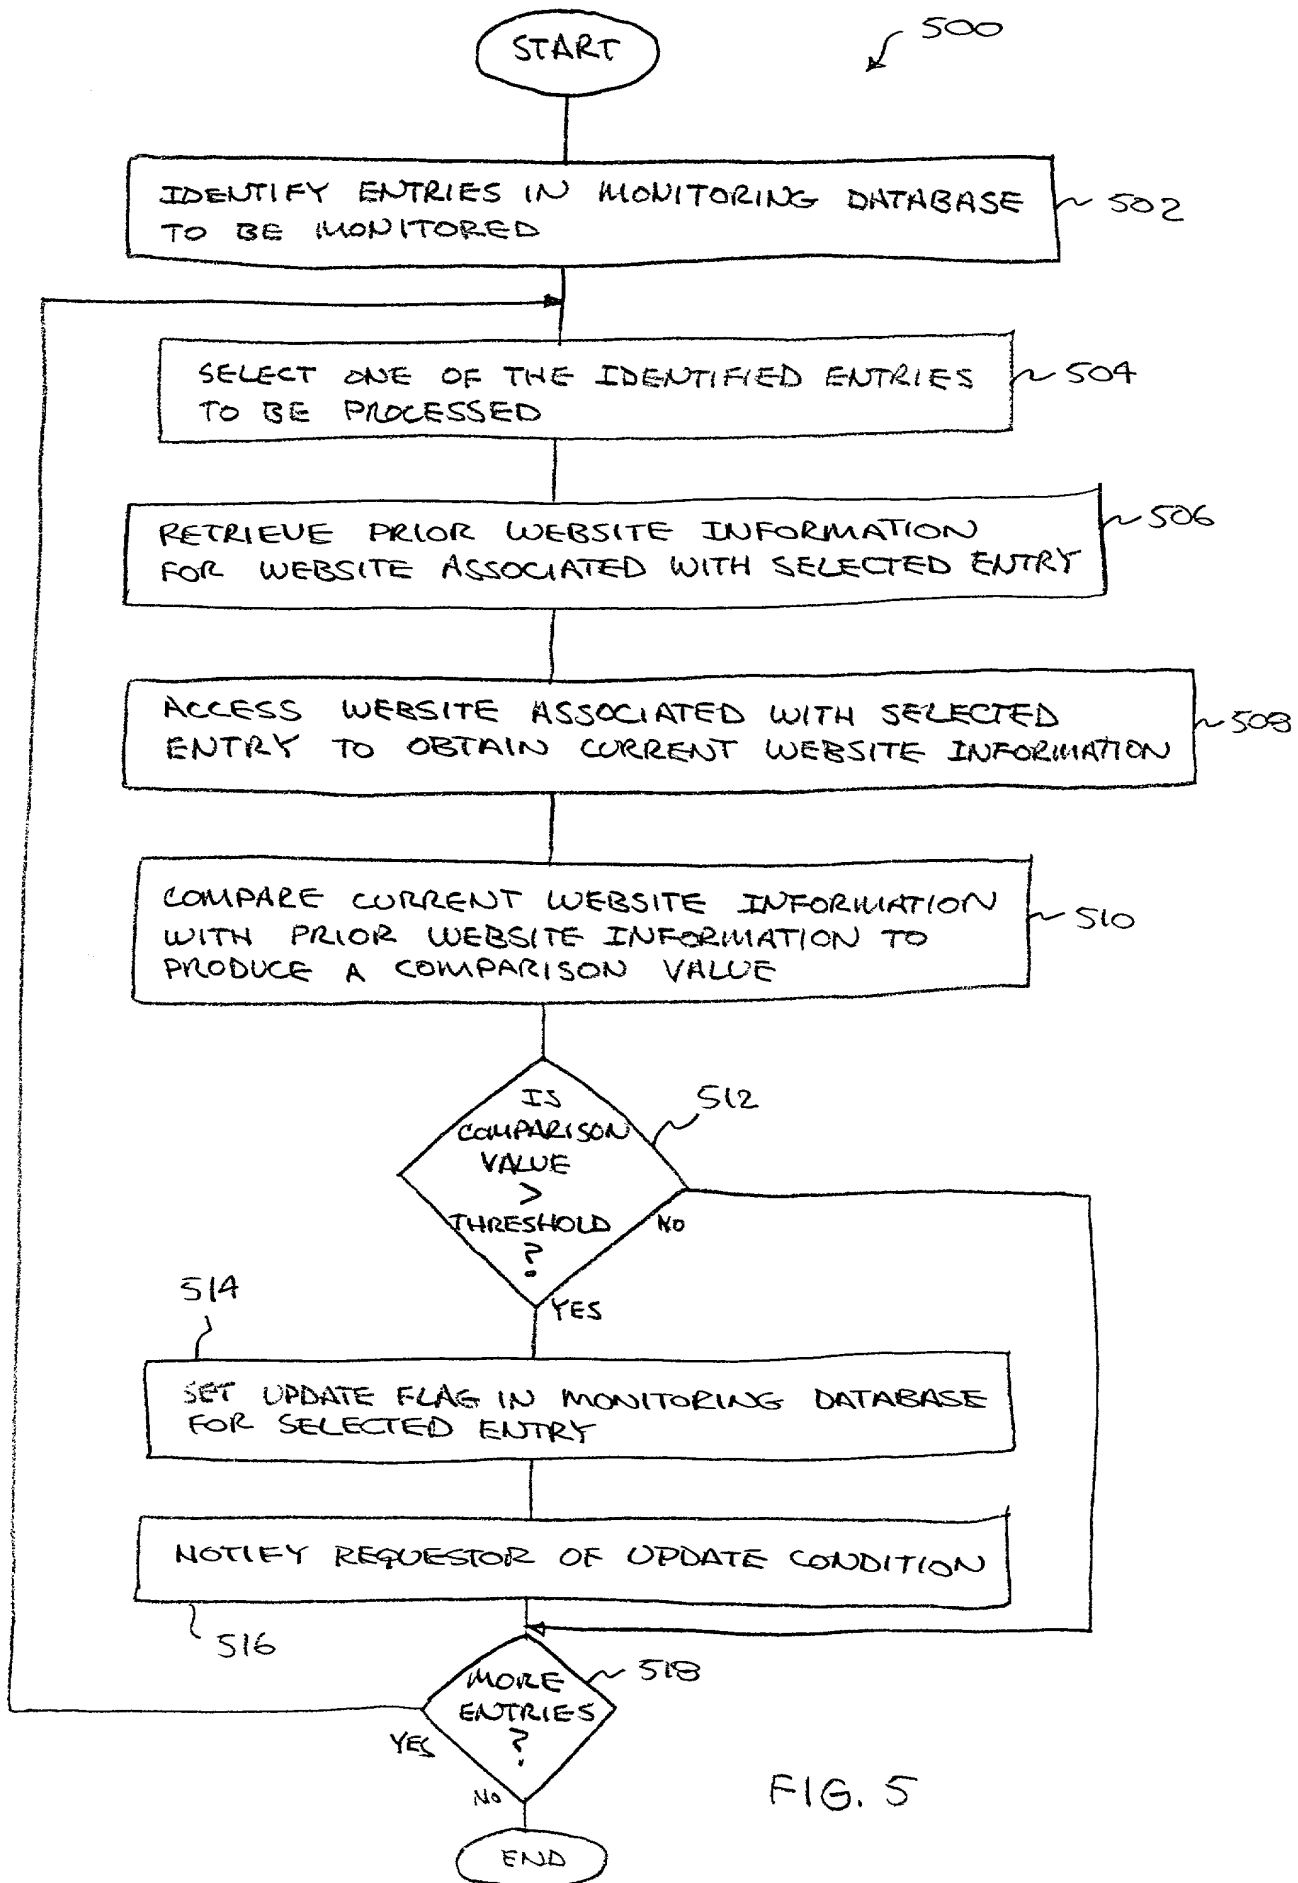 START
500
IDENTIFY ENTRIES IN MONITORING DATABASE
TO BE MONITORED
502
SELECT ONE OF THE IDENTIFIED ENTRIES
TO BE PROCESSED
504
RETRIEVE PRIOR WEBSITE INFORMATION
FOR WEBSITE ASSOCIATED WITH SELECTED ENTRY
506
ACCESS WEBSITE ASSOCIATED WITH SELECTED
ENTRY TO OBTAIN CURRENT WEBSITE INFORMATION
508
COMPARE CURRENT WEBSITE INFORMATION
WITH PRIOR WEBSITE INFORMATION TO
PRODUCE A COMPARISON VALUE
510
IS
COMPARISON
VALUE
>
THRESHOLD
?
512
NO
YES
514
SET UPDATE FLAG IN MONITORING DATABASE
FOR SELECTED ENTRY
NOTIFY REQUESTOR OF UPDATE CONDITION
516
MORE
ENTRIES
?
518
YES
NO
END
FIG. 5